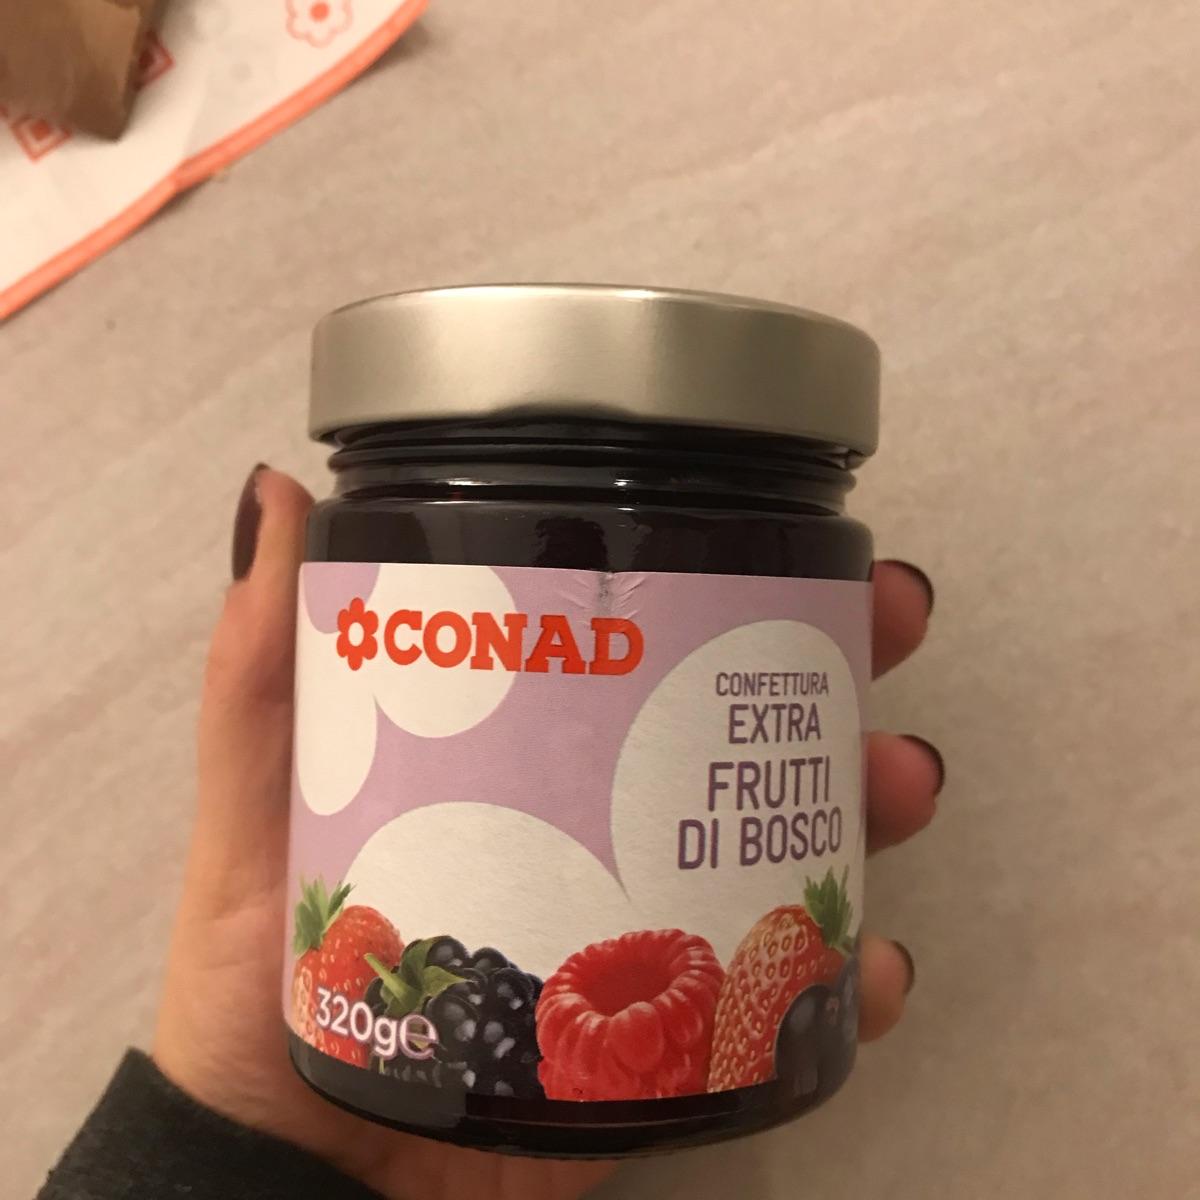 CONAD
CONFETTURA
EXTRA
FRUTTI
DI BOSCO
320g℮